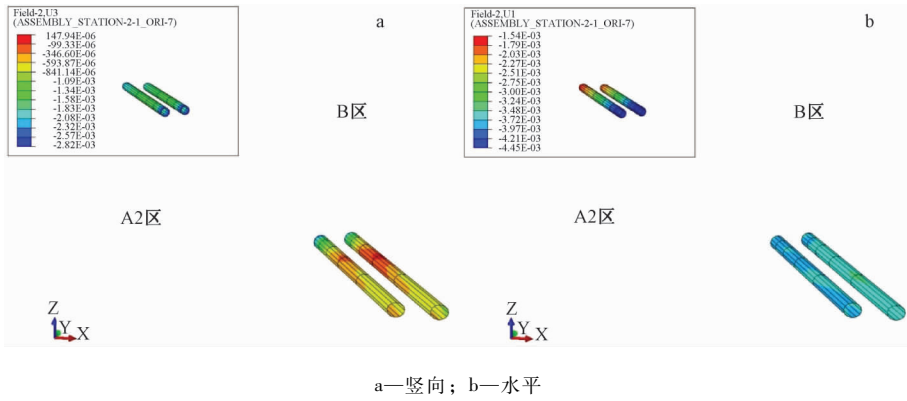 Field-2,U3
(ASSEMBLY_STATION-2-1_ORI-7)
147.94E-06
-99.33E-06
-346.60E-06
-593.87E-06
-841.14E-06
-1.09E-03
-1.34E-03
-1.58E-03
-1.83E-03
-2.08E-03
-2.32E-03
-2.57E-03
-2.82E-03
a
B区
A2区
Z
Y
X
Field-2,U1
(ASSEMBLY_STATION-2-1_ORI-7)
-1.54E-03
-1.79E-03
-2.03E-03
-2.27E-03
-2.51E-03
-2.75E-03
-3.00E-03
-3.24E-03
-3.48E-03
-3.72E-03
-3.97E-03
-4.21E-03
-4.45E-03
b
B区
A2区
Z
Y
X
a—竖向；b—水平